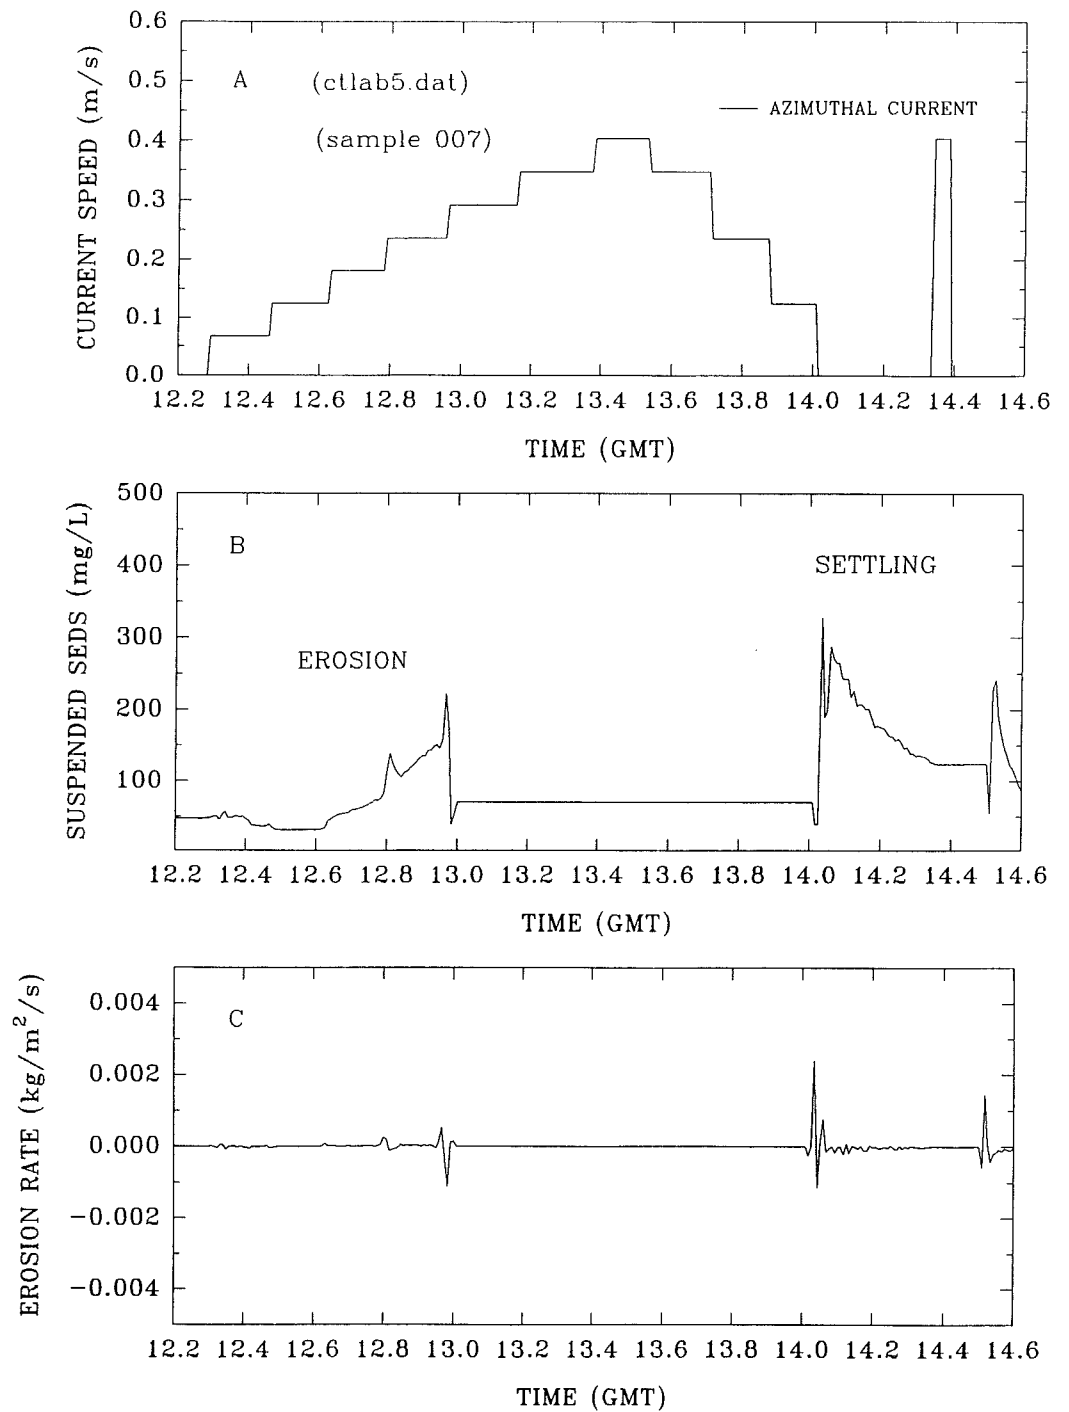 0.6
0.5
0.4
0.3
0.2
0.1
0.0
CURRENT SPEED (m/s)
A
(ctlab5.dat)
(sample 007)
AZIMUTHAL CURRENT
12.2 12.4 12.6 12.8 13.0 13.2 13.4 13.6 13.8 14.0 14.2 14.4 14.6
TIME (GMT)
500
400
300
200
100
SUSPENDED SEDS (mg/L)
B
EROSION
SETTLING
12.2 12.4 12.6 12.8 13.0 13.2 13.4 13.6 13.8 14.0 14.2 14.4 14.6
TIME (GMT)
0.004
0.002
0.000
−0.002
−0.004
EROSION RATE (kg/m²/s)
C
12.2 12.4 12.6 12.8 13.0 13.2 13.4 13.6 13.8 14.0 14.2 14.4 14.6
TIME (GMT)